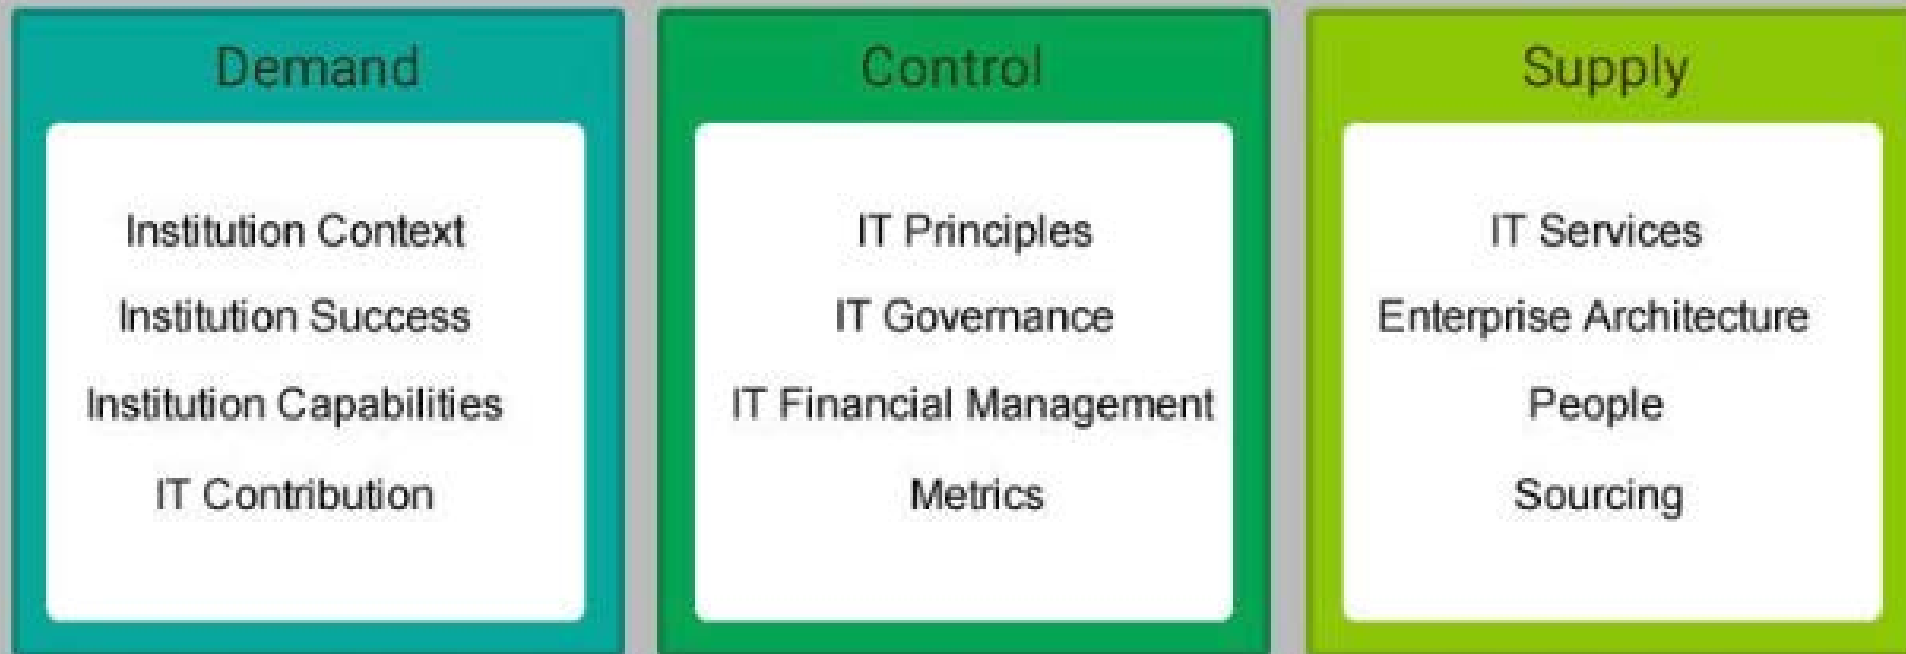 Demand
Institution Context
Institution Success
Institution Capabilities
IT Contribution
Control
IT Principles
IT Governance
IT Financial Management
Metrics
Supply
IT Services
Enterprise Architecture
People
Sourcing